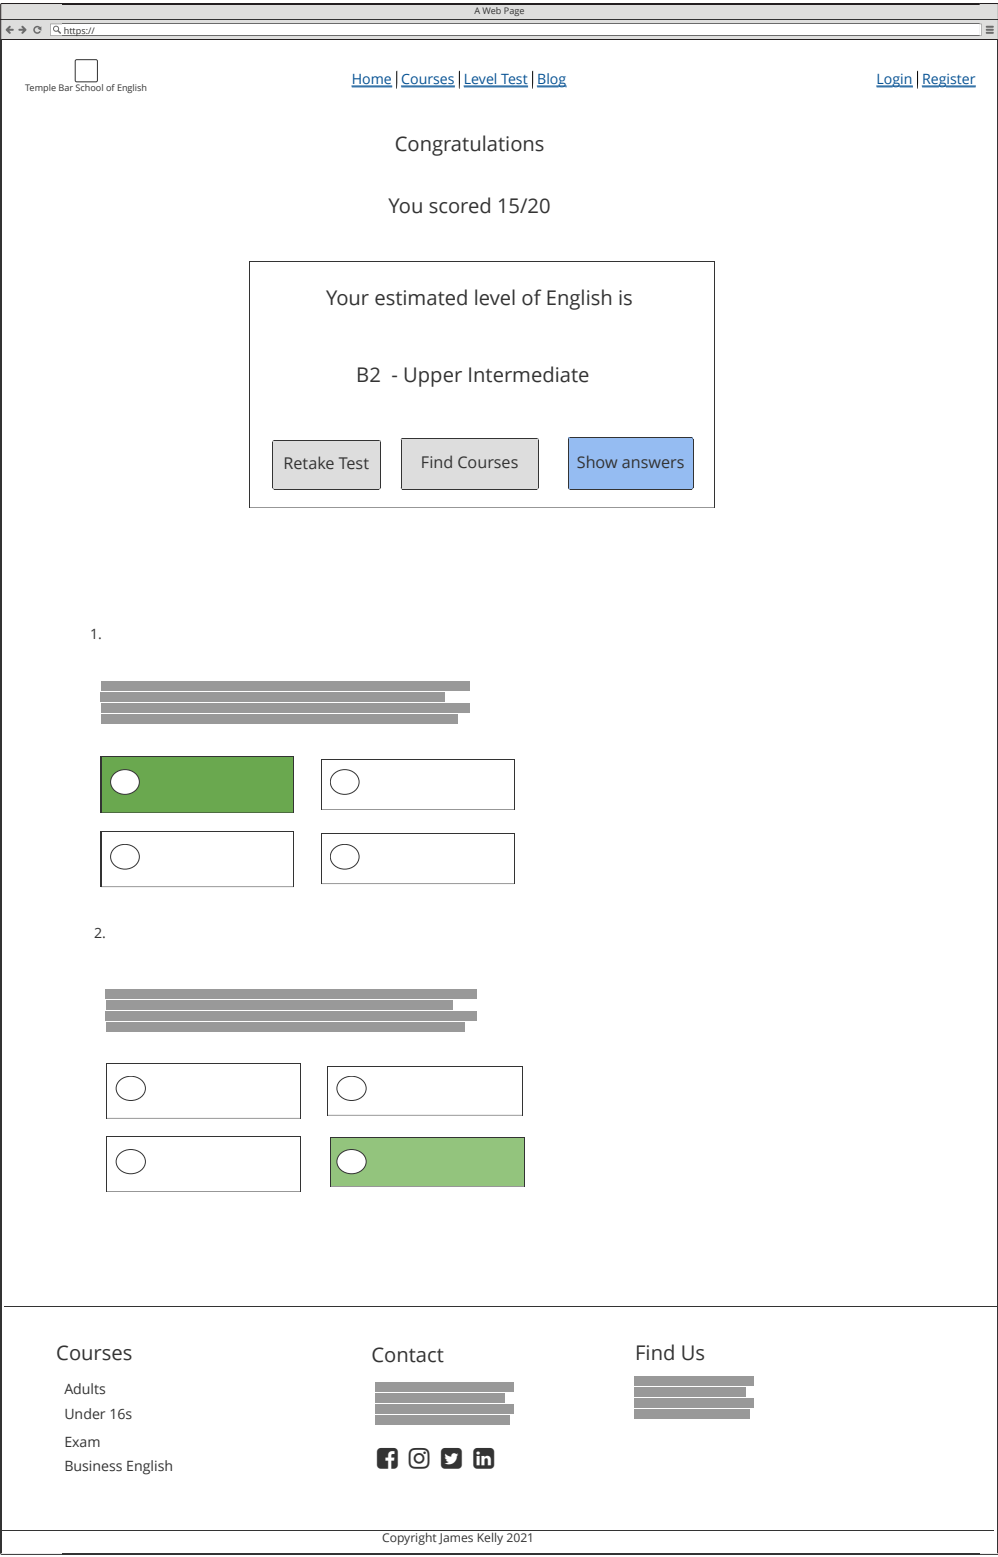 A Web Page
https://
Temple Bar School of English
Home Courses Level Test Blog
Login Register
Congratulations
You scored 15/20
Your estimated level of English is
B2 - Upper Intermediate
Retake Test Find Courses Show answers
1.
2.
Courses
Adults
Under 16s
Exam
Business English
Contact
Find Us
Copyright James Kelly 2021